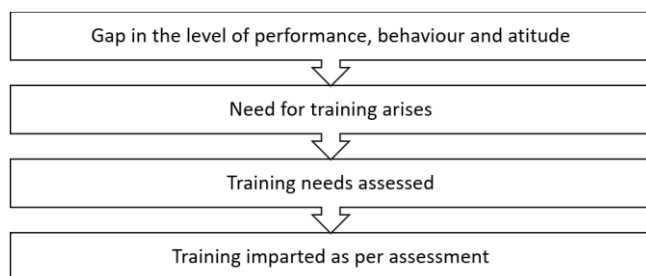 Gap in the level of performance, behaviour and atitude
Need for training arises
Training needs assessed
Training imparted as per assessment